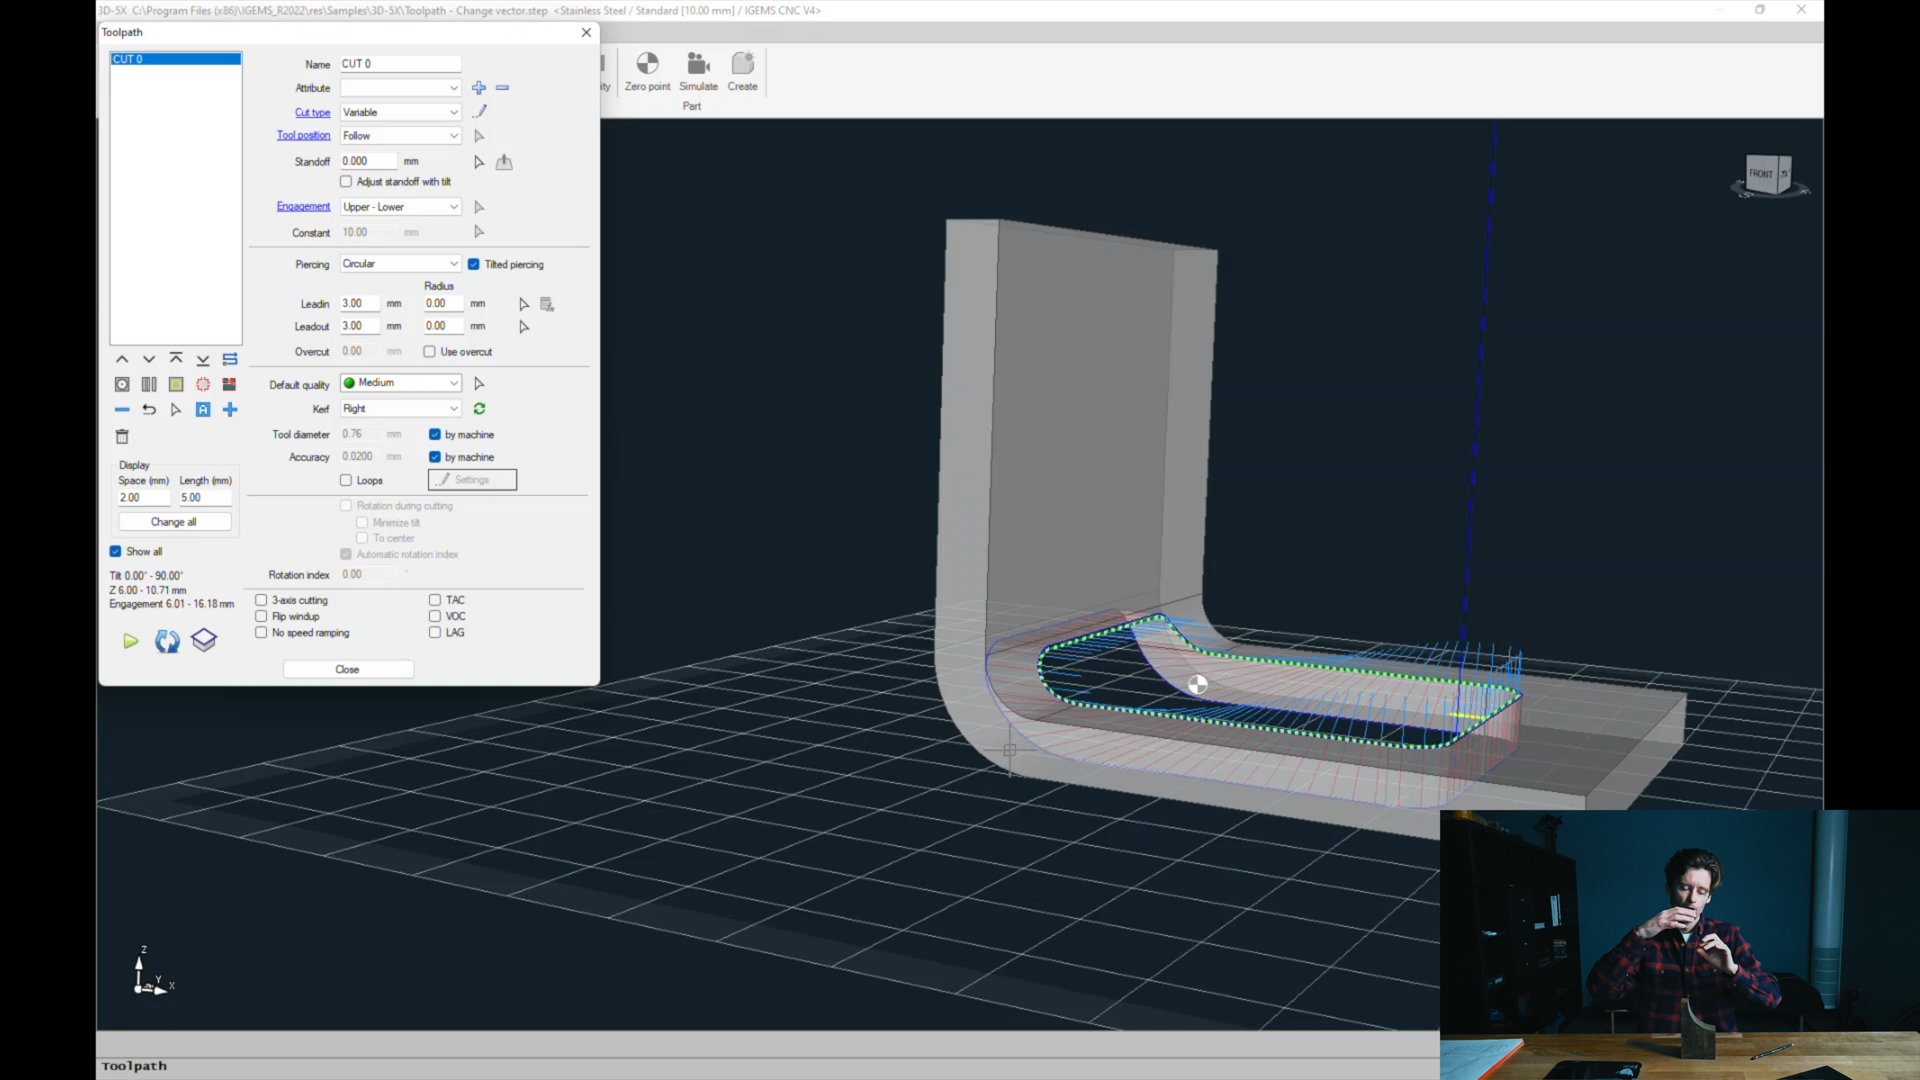 3D-5X C:\Program Files (x86)\IGEMS_R2022\res\Samples\3D-5X\Toolpath - Change vector.step <Stainless Steel / Standard [10.00 mm] / IGEMS CNC V4>
Toolpath
CUT 0
Name CUT 0
Attribute
Cut type Variable
Tool position Follow
Standoff 0.000 mm
Adjust standoff with tilt
Engagement Upper - Lower
Constant 10.00 mm
Piercing Circular Tilted piercing
Radius
Leadin 3.00 mm 0.00 mm
Leadout 3.00 mm 0.00 mm
Overcut 0.00 mm Use overcut
Default quality Medium
Kerf Right
Tool diameter 0.76 mm by machine
Accuracy 0.0200 mm by machine
Loops Settings
Rotation during cutting
Minimize tilt
To center
Automatic rotation index
Rotation index 0.00 °
3-axis cutting TAC
Flip windup VOC
No speed ramping LAG
Close
A
Display
Space (mm) Length (mm)
2.00 5.00
Change all
Show all
Tilt 0.00° - 90.00°
Z 6.00 - 10.71 mm
Engagement 6.01 - 16.18 mm
ity Zero point Simulate Create
Part
FRONT
Z
Y
X
Toolpath